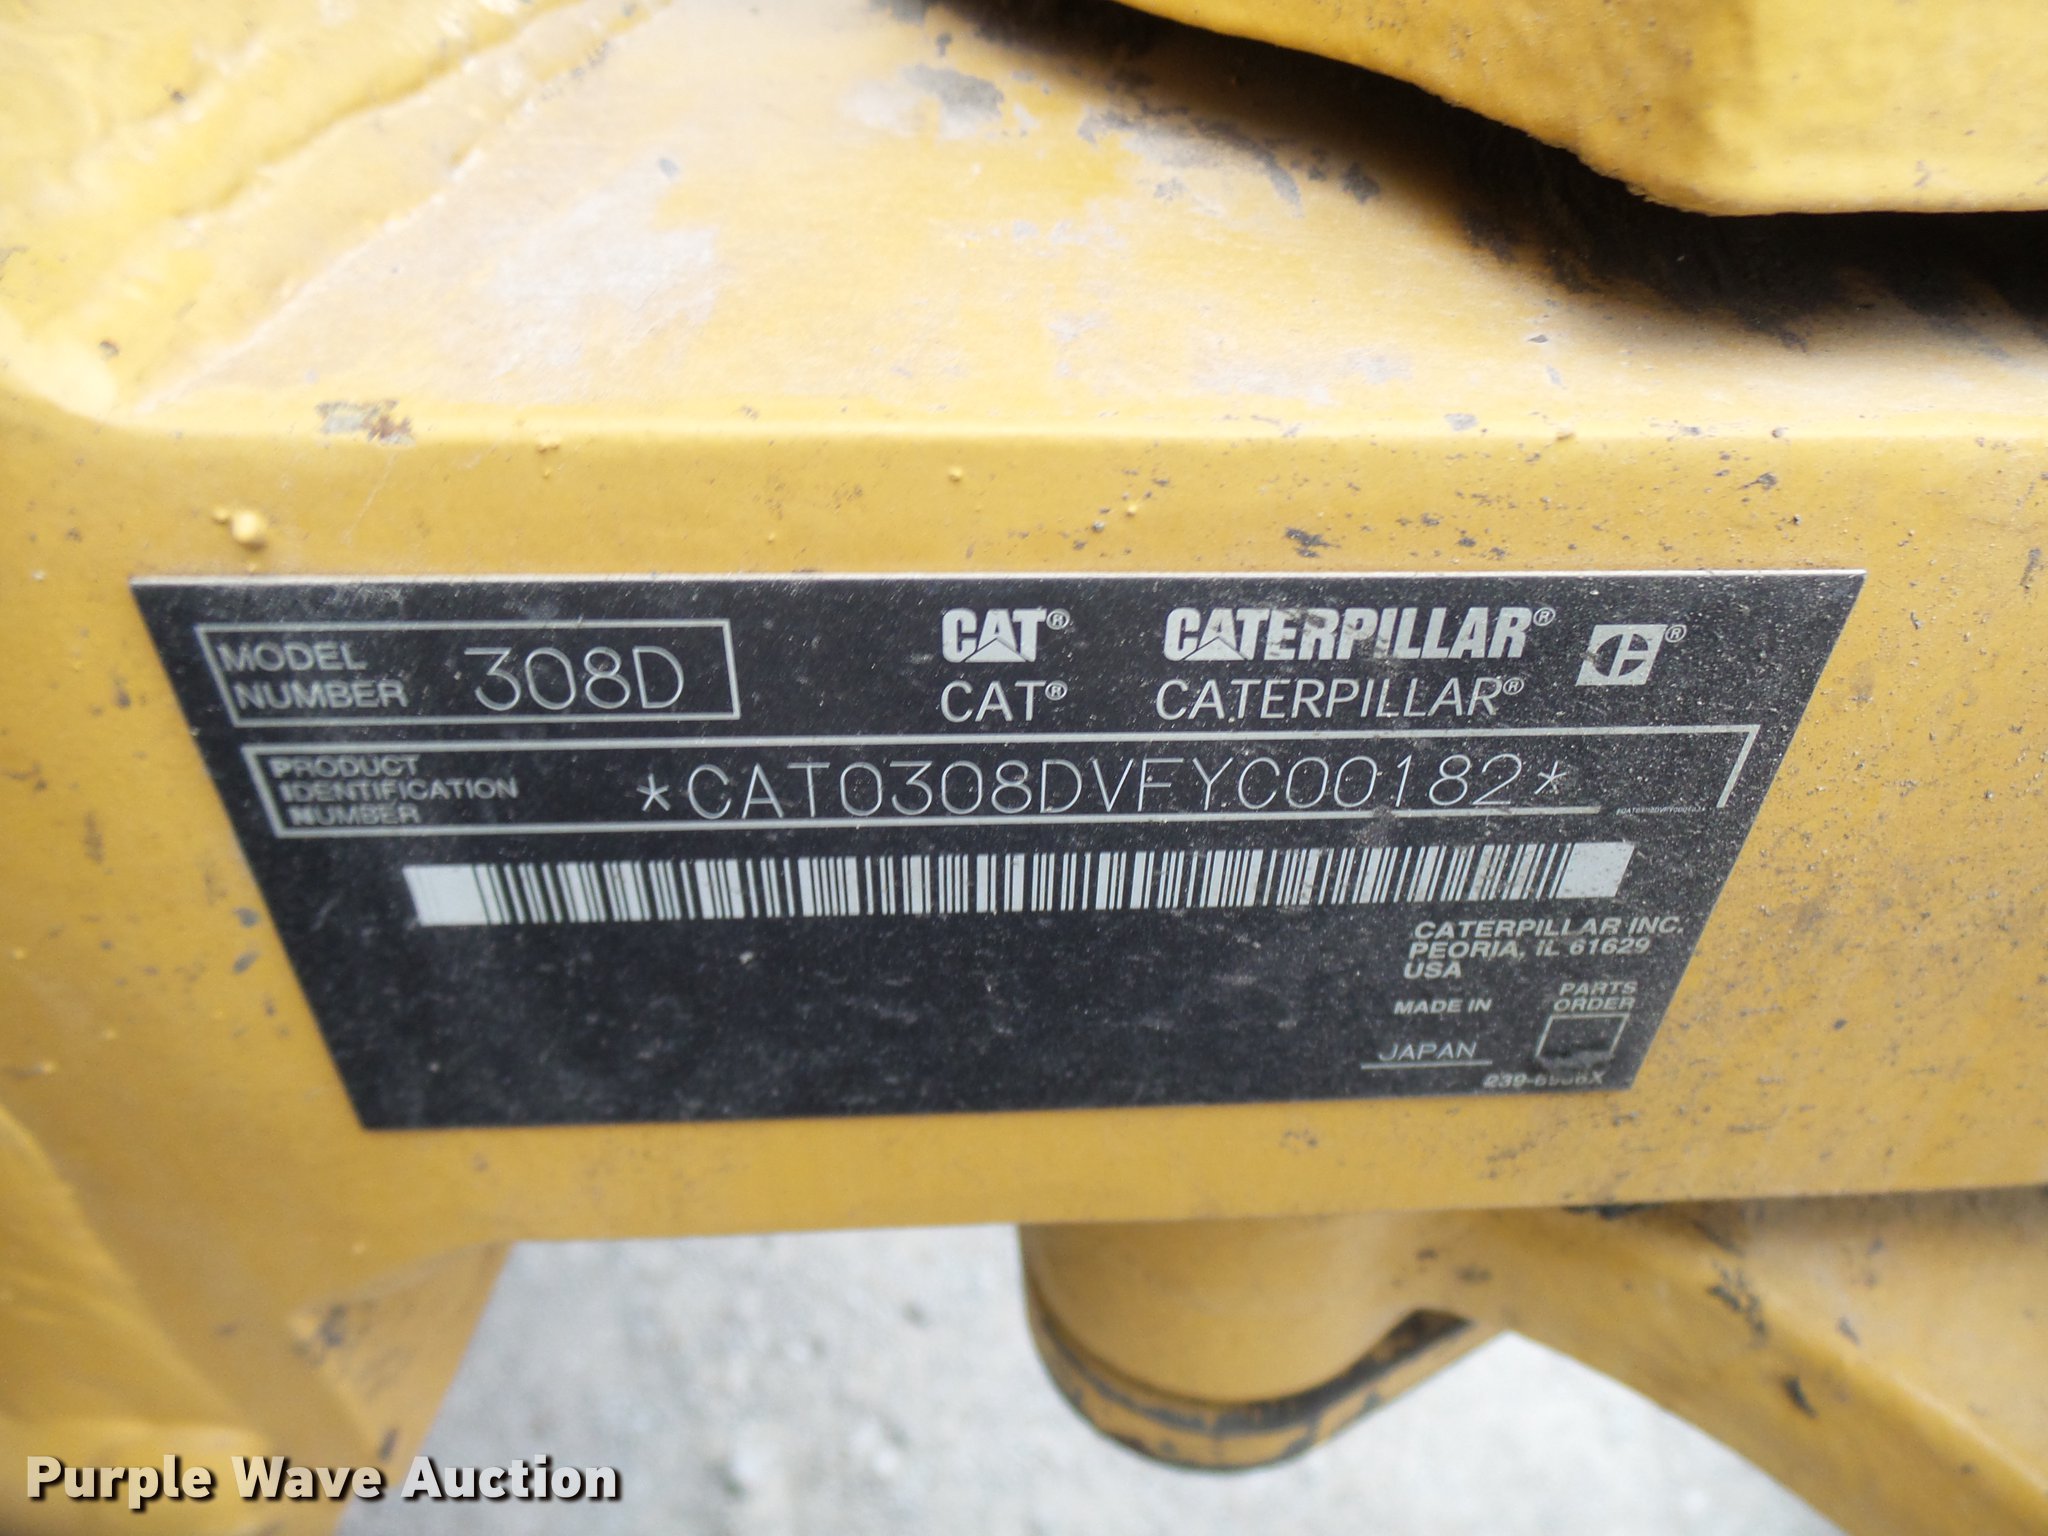 MODEL
NUMBER
308D
CAT® CATERPILLAR®
CAT® CATERPILLAR®
PRODUCT
IDENTIFICATION
NUMBER
*CAT0308DVFYC00182*
CATERPILLAR INC.
PEORIA, IL 61629
USA
MADE IN
JAPAN
PARTS
ORDER
Purple Wave Auction